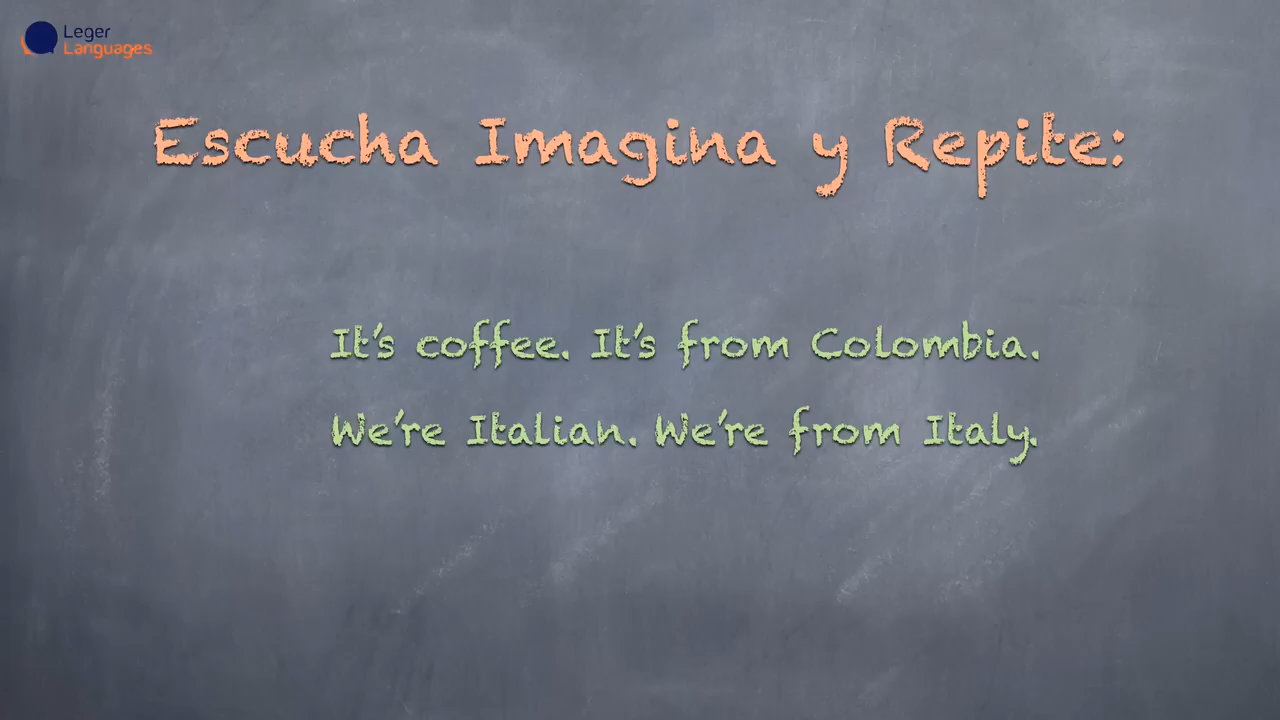 Leger
Languages
Escucha Imagina y Repite:
It's coffee. It's from Colombia.
We're Italian. We're from Italy.